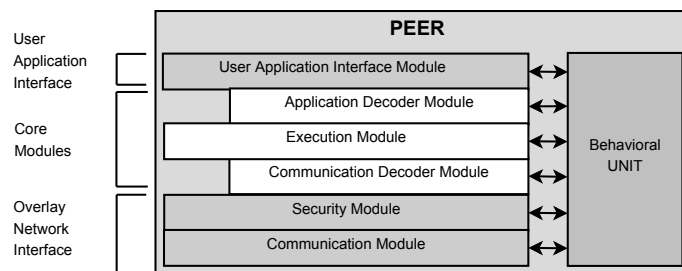 PEER
User
Application
Interface
User Application Interface Module
Application Decoder Module
Core
Modules
Execution Module
Communication Decoder Module
Behavioral
UNIT
Overlay
Network
Interface
Security Module
Communication Module